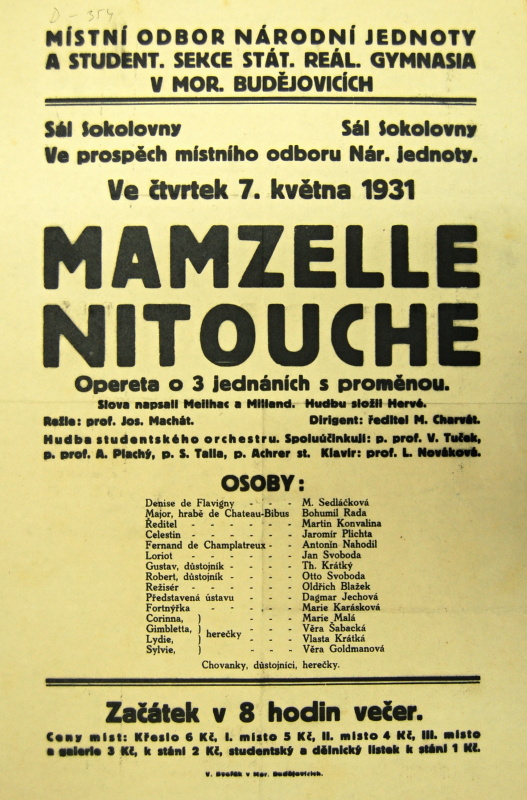 D - 354
MÍSTNÍ ODBOR NÁRODNÍ JEDNOTY
A STUDENT. SEKCE STÁT. REÁL. GYMNASIA
V MOR. BUDĚJOVICÍCH
Sál Sokolovny Sál Sokolovny
Ve prospěch místního odboru Nár. jednoty.
Ve čtvrtek 7. května 1931
MAMZELLE
NITOUCHE
Opereta o 3 jednáních s proměnou.
Slova napsali Meilhac a Milland. Hudbu složil Hervé.
Režie: prof. Jos. Machát. Dirigent: ředitel M. Charvát.
Hudba studentského orchestru. Spoluúčinkují: p. prof. V. Tuček,
p. prof. A. Plachý, p. S. Talla, p. Achrer st. Klavír: prof. L. Nováková.
OSOBY:
Denise de Flavigny - - - M. Sedláčková
Major, hrabě de Chateau-Bibus Bohumil Rada
Ředitel - - - - - - Martin Konvalina
Celestin - - - - - - Jaromír Plichta
Fernand de Champlatreux - - Antonin Nahodil
Loriot - - - - - - Jan Svoboda
Gustav, důstojník - - - - Th. Krátký
Robert, důstojník - - - - Otto Svoboda
Režisér - - - - - - Oldřich Blažek
Představená ústavu - - - Dagmar Jechová
Fortnýřka - - - - - Marie Karásková
Corinna, ) - - - Marie Malá
Gimbletta, ) herečky - - - Věra Šabacká
Lydie, ) - - - Vlasta Krátká
Sylvie, ) - - - Věra Goldmanová
Chovanky, důstojníci, herečky.
Začátek v 8 hodin večer.
Ceny míst: Křeslo 6 Kč, I. místo 5 Kč, II. místo 4 Kč, III. místo
a galerie 3 Kč, k stání 2 Kč, studentský a dělnický lístek k stání 1 Kč.
V. Dvořák v Mor. Budějovicích.